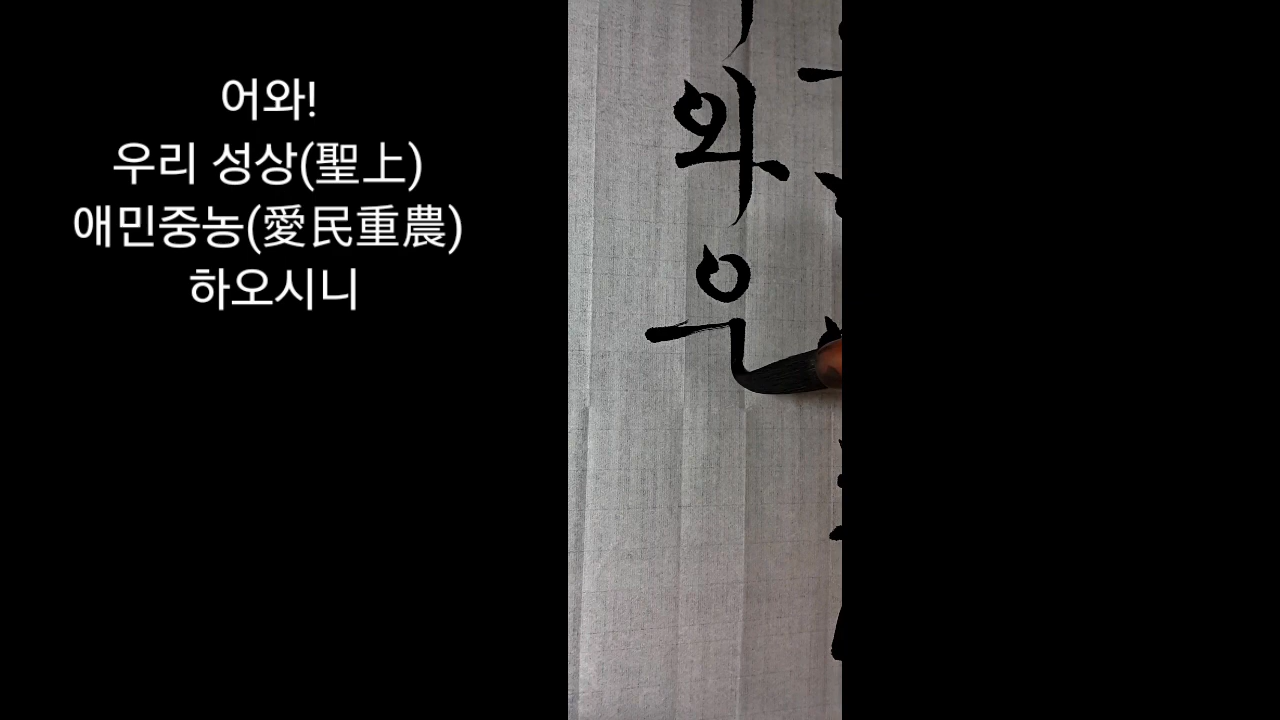 어와!
우리 성상(聖上)
애민중농(愛民重農)
하오시니
와
우